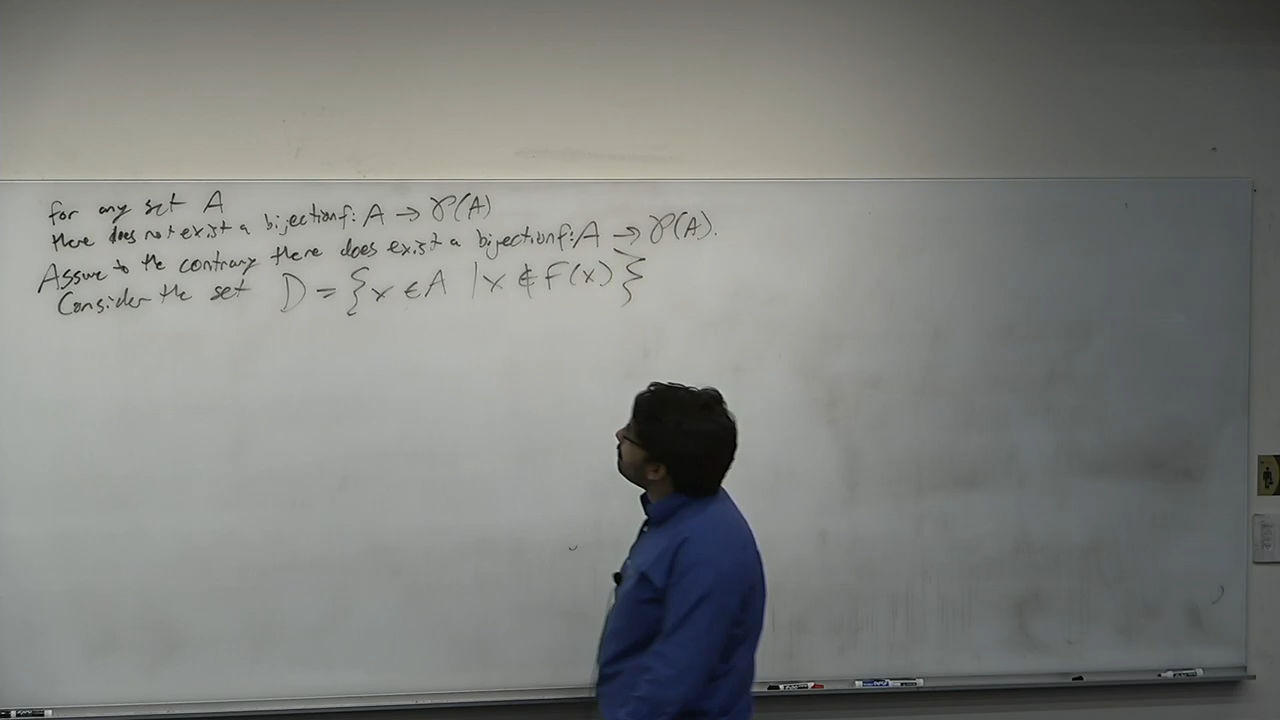 for any set A
there does not exist a bijection f: A → P(A)
Assume to the contrary there does exist a bijection f: A → P(A).
Consider the set D = {x ∈ A | x ∉ F(x)}